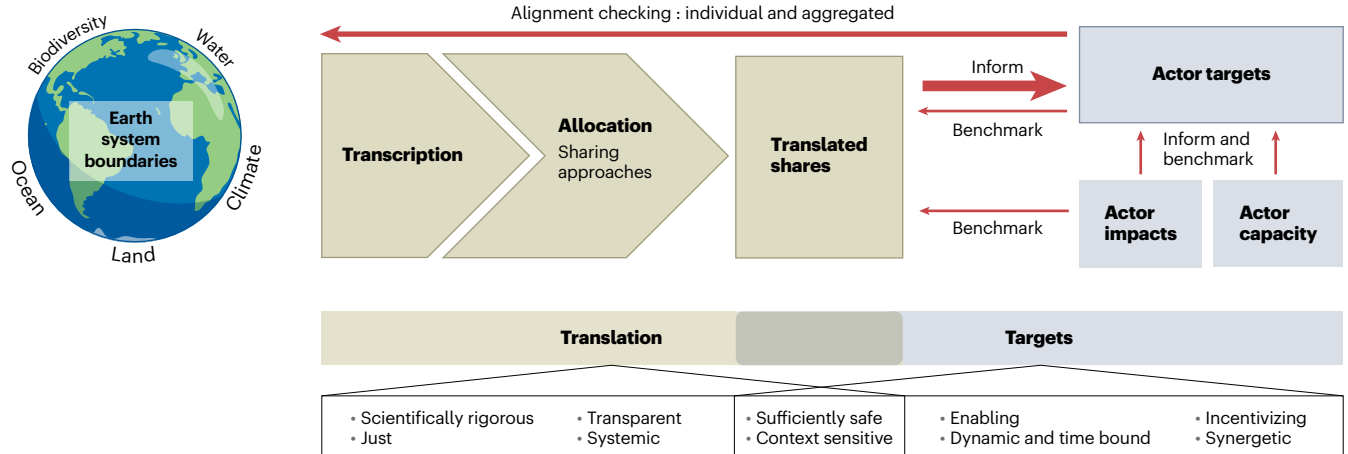 Alignment checking : individual and aggregated
Biodiversity
Water
Earth
system
boundaries
Ocean
Climate
Land
Transcription
Allocation
Sharing
approaches
Translated
shares
Inform
Benchmark
Benchmark
Actor targets
Inform and
benchmark
Actor
impacts
Actor
capacity
Translation
Targets
• Scientifically rigorous
• Just
• Transparent
• Systemic
• Sufficiently safe
• Context sensitive
• Enabling
• Dynamic and time bound
• Incentivizing
• Synergetic